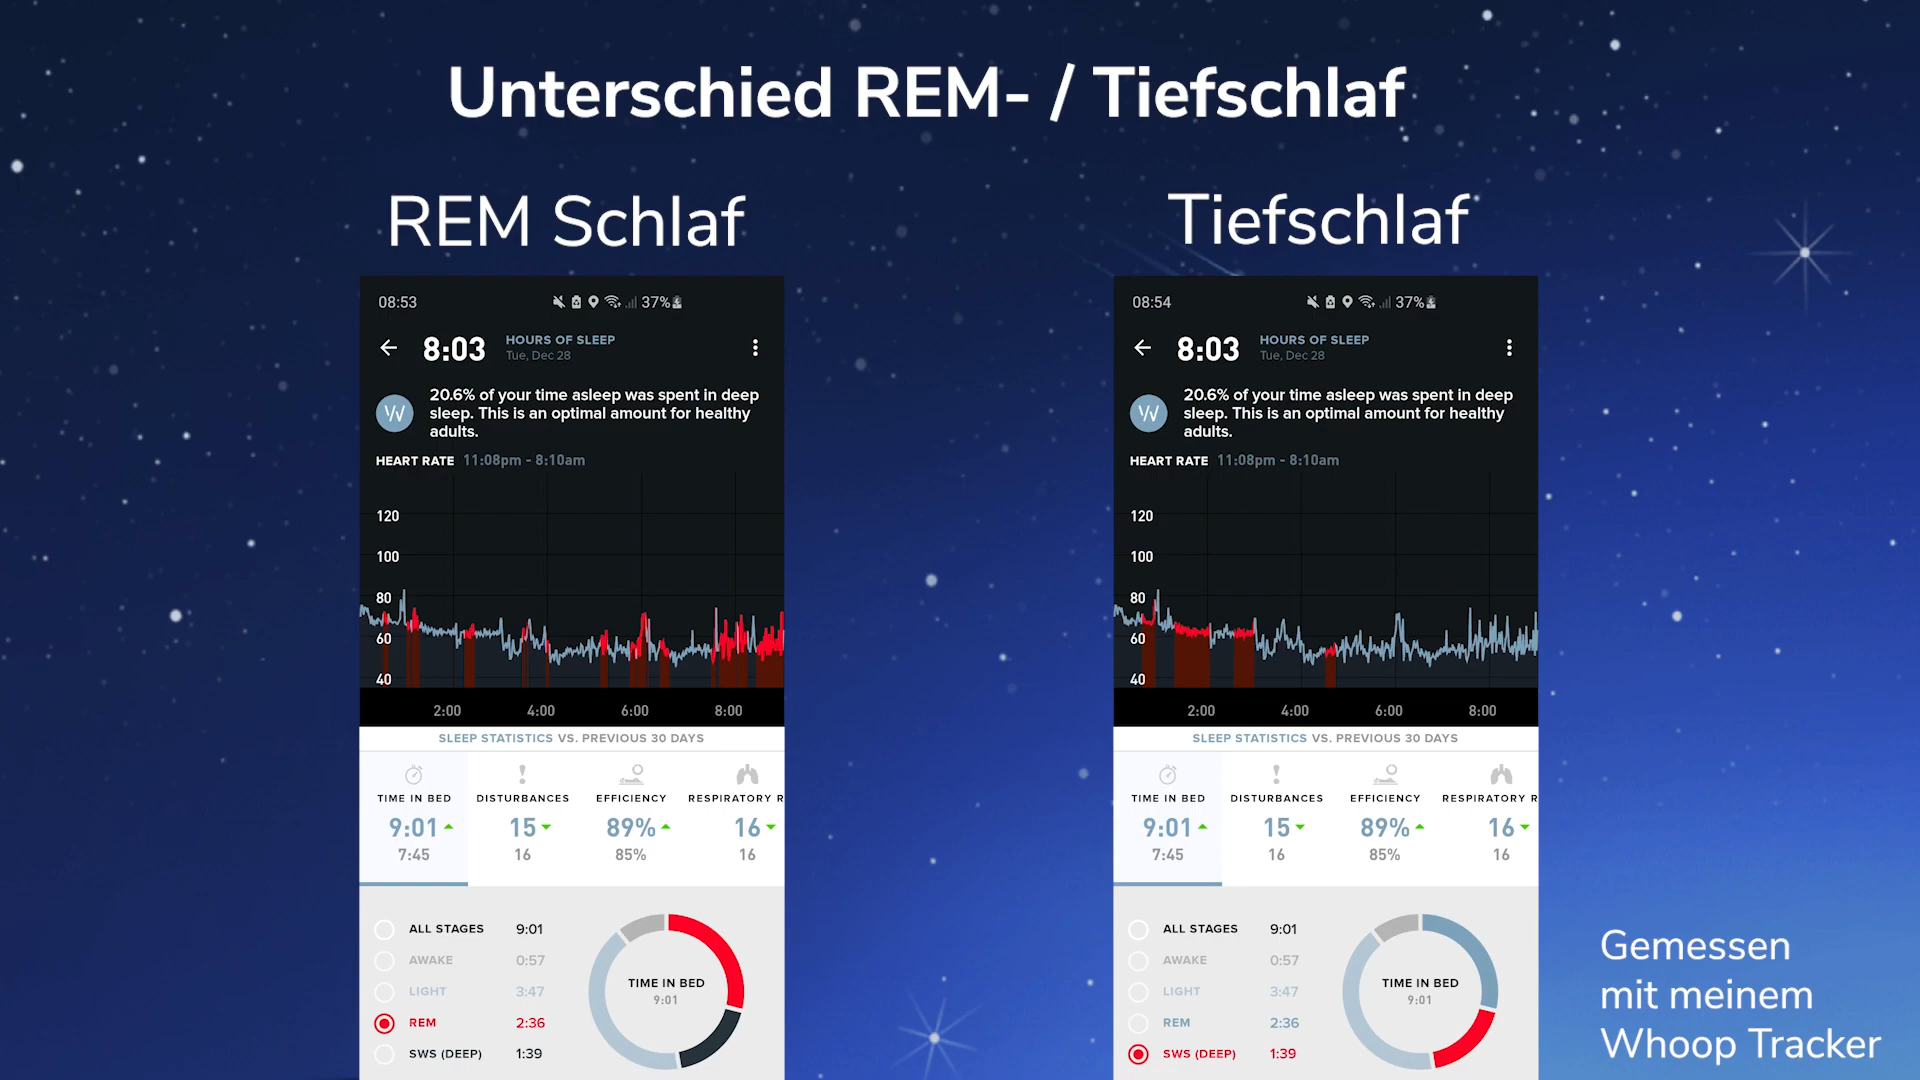 Unterschied REM- / Tiefschlaf
REM Schlaf
08:53 37%
8:03 HOURS OF SLEEP
Tue, Dec 28
20.6% of your time asleep was spent in deep
sleep. This is an optimal amount for healthy
adults.
HEART RATE 11:08pm - 8:10am
120
100
80
60
40
2:00 4:00 6:00 8:00
SLEEP STATISTICS VS. PREVIOUS 30 DAYS
TIME IN BED DISTURBANCES EFFICIENCY RESPIRATORY R
9:01 15 89% 16
7:45 16 85% 16
ALL STAGES 9:01
AWAKE 0:57
LIGHT 3:47
REM 2:36
SWS (DEEP) 1:39
TIME IN BED
9:01
Tiefschlaf
08:54 37%
8:03 HOURS OF SLEEP
Tue, Dec 28
20.6% of your time asleep was spent in deep
sleep. This is an optimal amount for healthy
adults.
HEART RATE 11:08pm - 8:10am
120
100
80
60
40
2:00 4:00 6:00 8:00
SLEEP STATISTICS VS. PREVIOUS 30 DAYS
TIME IN BED DISTURBANCES EFFICIENCY RESPIRATORY R
9:01 15 89% 16
7:45 16 85% 16
ALL STAGES 9:01
AWAKE 0:57
LIGHT 3:47
REM 2:36
SWS (DEEP) 1:39
TIME IN BED
9:01
Gemessen
mit meinem
Whoop Tracker